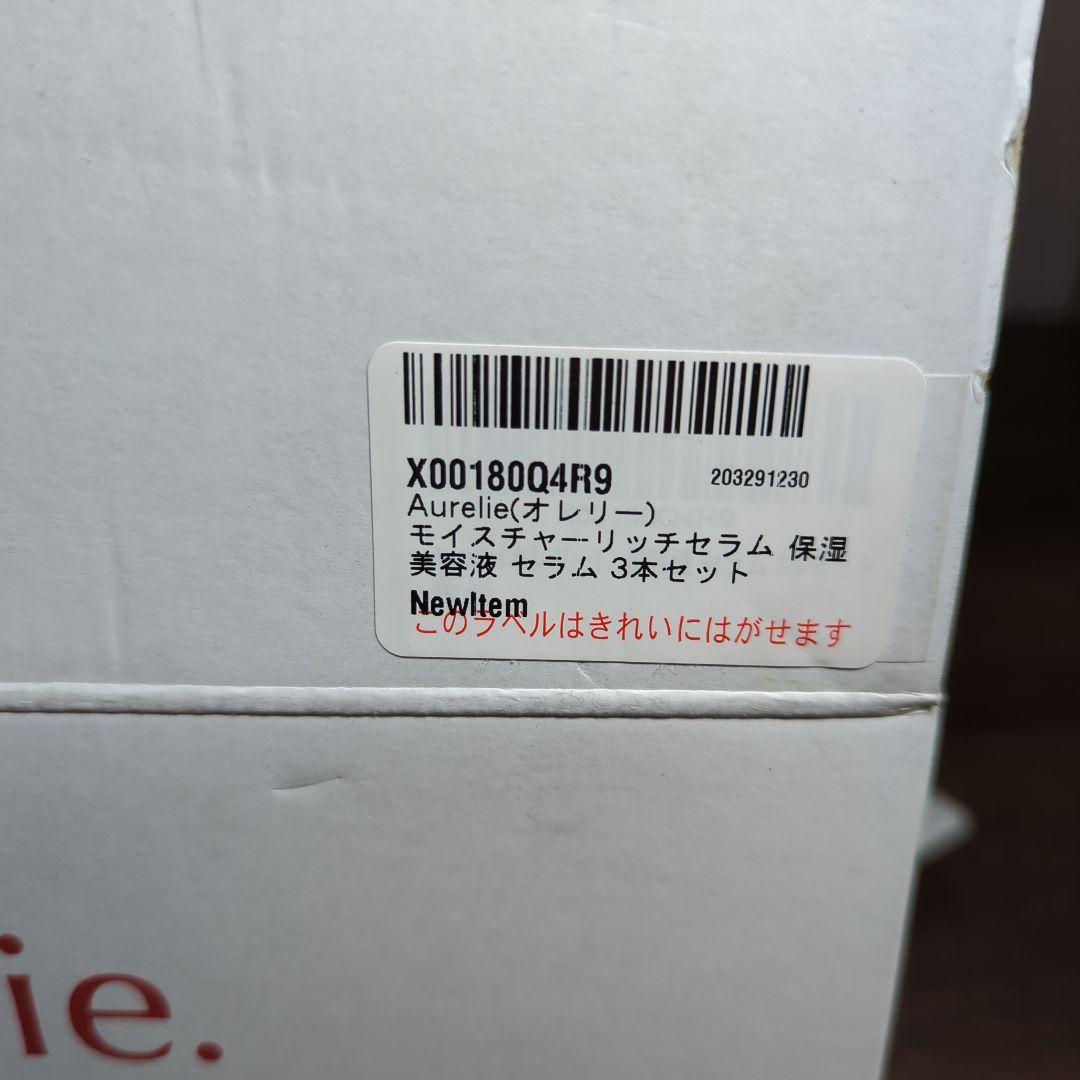 X00180Q4R9
203291230
Aurelie(オレリー)
モイスチャーリッチセラム 保湿
美容液 セラム 3本セット
NewItem
このラベルはきれいにはがせます
ie.